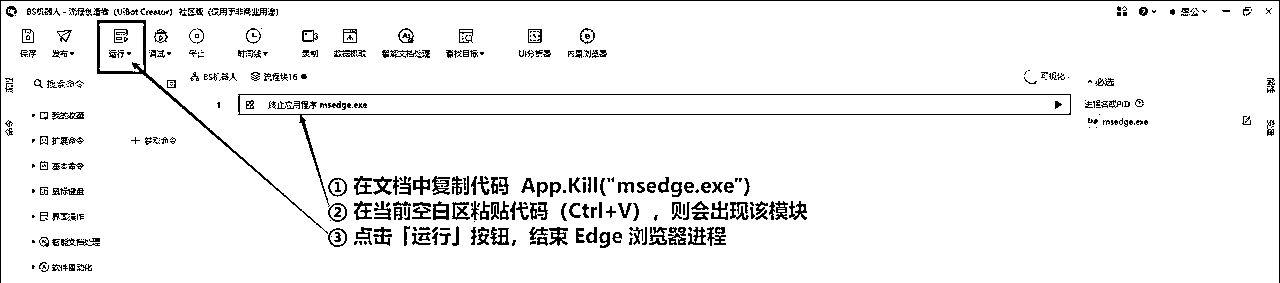 BS机器人 - 流程创造者（UiBot Creator）社区版（仅用于非商业用途）
愚公
保存 发布 运行 调试 停止 时间线 录制 数据抓取 智能文档处理 查找目标 UI分析器 内置浏览器
搜索命令
BS机器人 流程块16 可视化
必选
1 终止应用程序 msedge.exe
进程名或PID
msedge.exe
我的收藏
扩展命令
基本命令
鼠标键盘
界面操作
智能文档处理
软件自动化
① 在文档中复制代码 App.Kill("msedge.exe")
② 在当前空白区粘贴代码（Ctrl+V），则会出现该模块
③ 点击「运行」按钮，结束 Edge 浏览器进程